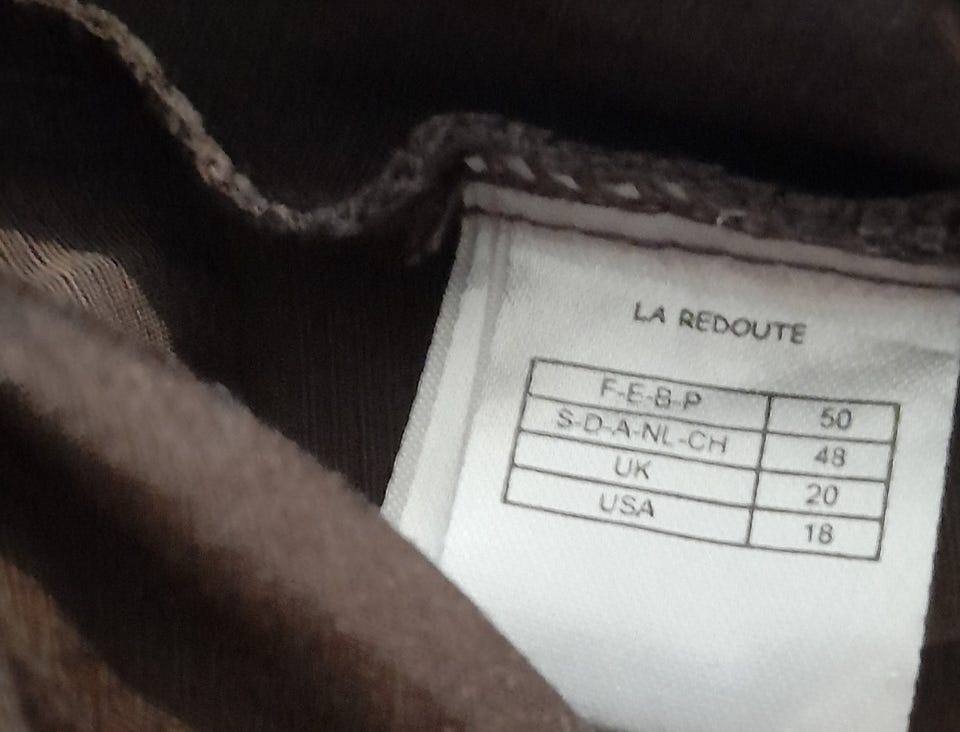 LA REDOUTE
F-E-B-P 50
S-D-A-NL-CH 48
UK 20
USA 18